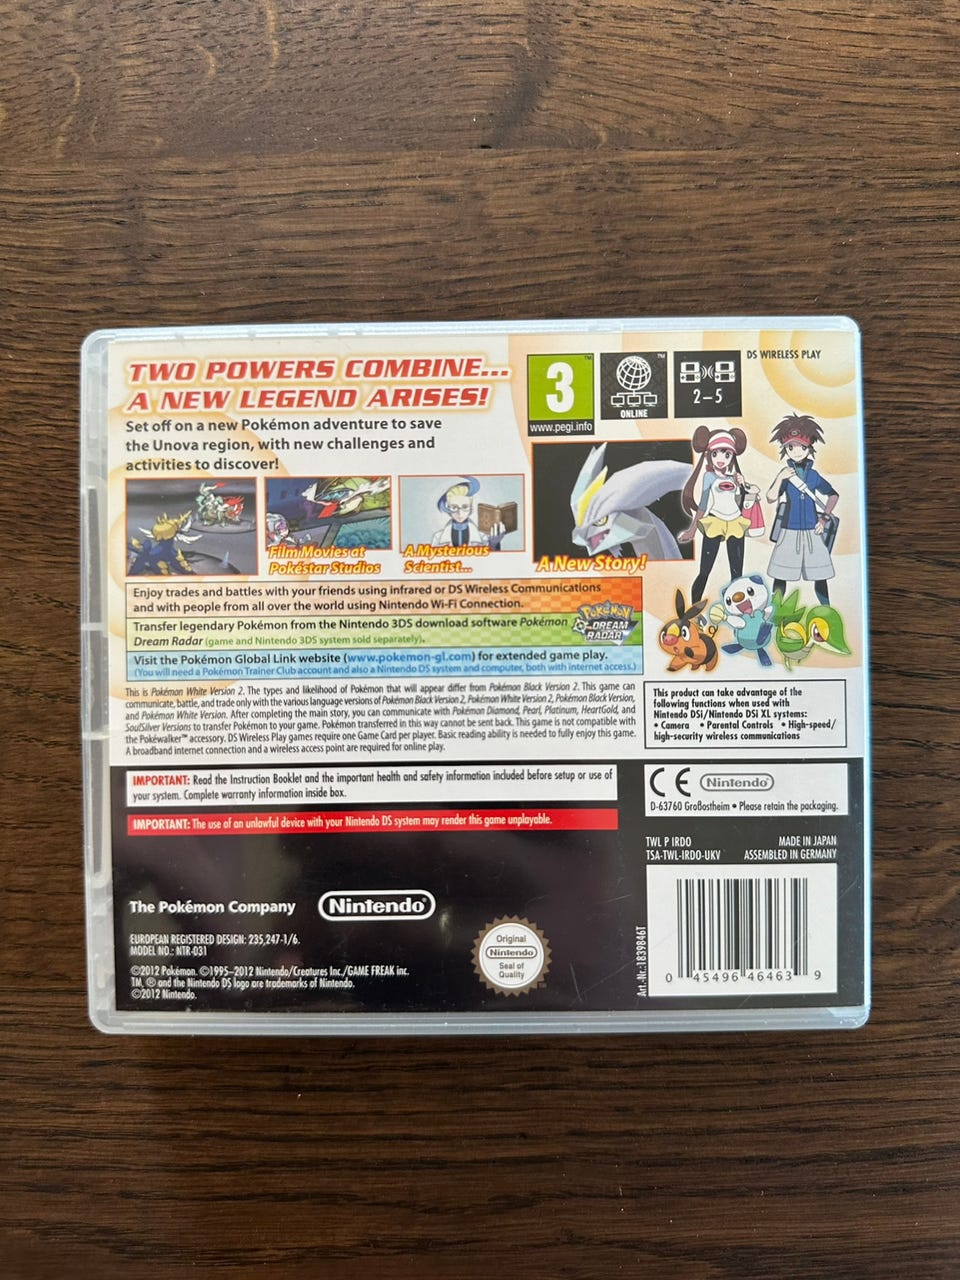 TWO POWERS COMBINE...
A NEW LEGEND ARISES!
Set off on a new Pokémon adventure to save
the Unova region, with new challenges and
activities to discover!
3
™
www.pegi.info
™
ONLINE
2–5
DS WIRELESS PLAY
Film Movies at
Pokéstar Studios
A Mysterious
Scientist...
A New Story!
Enjoy trades and battles with your friends using infrared or DS Wireless Communications
and with people from all over the world using Nintendo Wi-Fi Connection.
Transfer legendary Pokémon from the Nintendo 3DS download software Pokémon
Dream Radar (game and Nintendo 3DS system sold separately).
POKéMON
DREAM
RADAR
Visit the Pokémon Global Link website (www.pokemon-gl.com) for extended game play.
(You will need a Pokémon Trainer Club account and also a Nintendo DS system and computer, both with internet access.)
This is Pokémon White Version 2. The types and likelihood of Pokémon that will appear differ from Pokémon Black Version 2. This game can
communicate, battle, and trade only with the various language versions of Pokémon Black Version 2, Pokémon White Version 2, Pokémon Black Version,
and Pokémon White Version. After completing the main story, you can communicate with Pokémon Diamond, Pearl, Platinum, HeartGold, and
SoulSilver Versions to transfer Pokémon to your game. Pokémon transferred in this way cannot be sent back. This game is not compatible with
the Pokéwalker™ accessory. DS Wireless Play games require one Game Card per player. Basic reading ability is needed to fully enjoy this game.
A broadband internet connection and a wireless access point are required for online play.
This product can take advantage of the
following functions when used with
Nintendo DSi/Nintendo DSi XL systems:
• Camera • Parental Controls • High-speed/
high-security wireless communications
IMPORTANT: Read the Instruction Booklet and the important health and safety information included before setup or use of
your system. Complete warranty information inside box.
IMPORTANT: The use of an unlawful device with your Nintendo DS system may render this game unplayable.
CE Nintendo®
D-63760 Großostheim • Please retain the packaging.
TWL P IRDO MADE IN JAPAN
TSA-TWL-IRDO-UKV ASSEMBLED IN GERMANY
The Pokémon Company Nintendo®
EUROPEAN REGISTERED DESIGN: 235,247-1/6.
MODEL NO.: NTR-031
©2012 Pokémon. ©1995–2012 Nintendo/Creatures Inc./GAME FREAK inc.
TM, ® and the Nintendo DS logo are trademarks of Nintendo.
©2012 Nintendo.
Original
Nintendo
Seal of
Quality
Art.-Nr. 1839846T
0 45496 46463 9